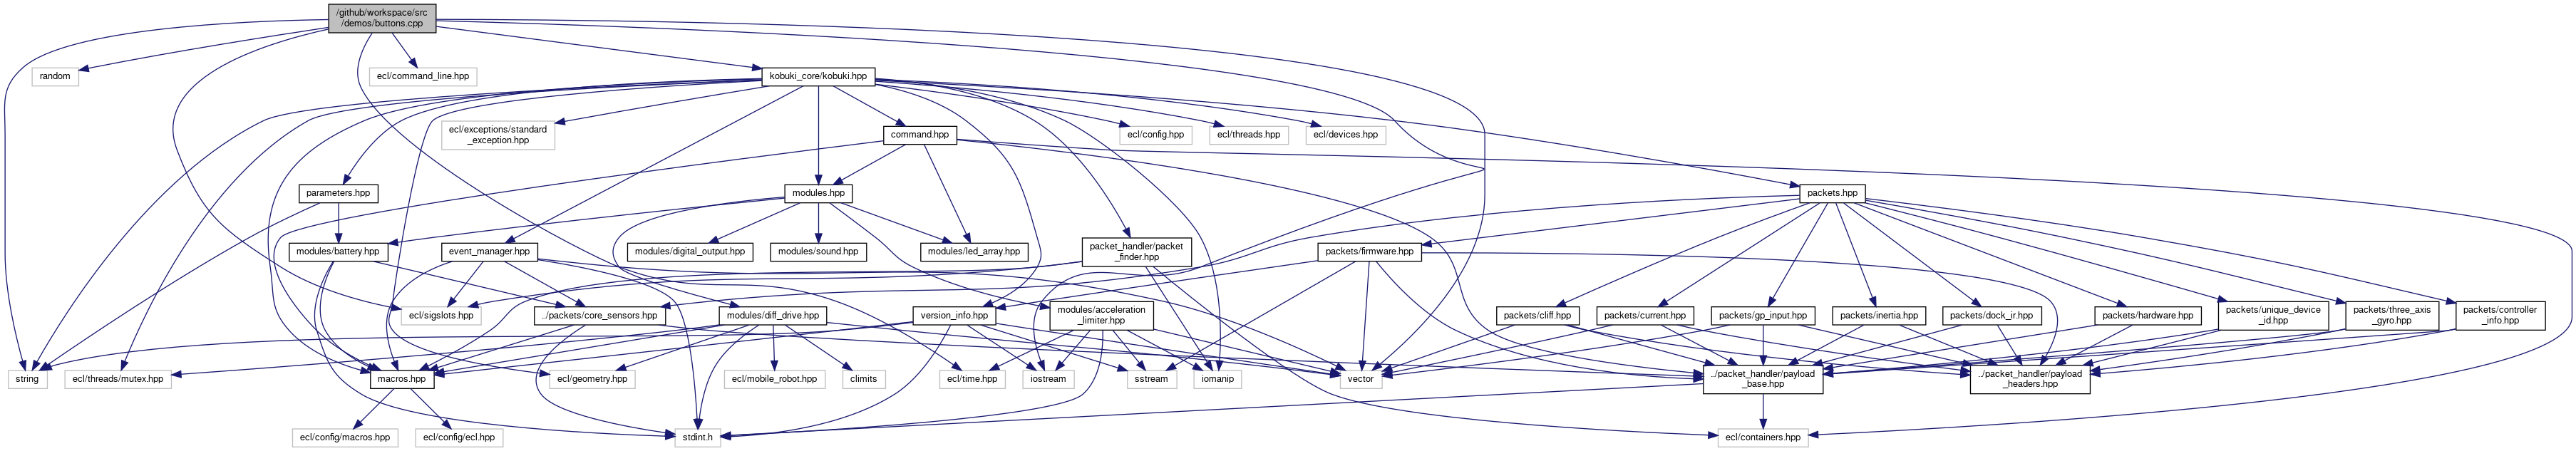 /github/workspace/src
/demos/buttons.cpp
random
ecl/command_line.hpp
kobuki_core/kobuki.hpp
ecl/exceptions/standard
_exception.hpp
command.hpp
ecl/config.hpp
ecl/threads.hpp
ecl/devices.hpp
parameters.hpp
modules.hpp
packets.hpp
modules/battery.hpp
event_manager.hpp
modules/digital_output.hpp
modules/sound.hpp
modules/led_array.hpp
packet_handler/packet
_finder.hpp
packets/firmware.hpp
ecl/sigslots.hpp
../packets/core_sensors.hpp
modules/diff_drive.hpp
version_info.hpp
modules/acceleration
_limiter.hpp
packets/cliff.hpp
packets/current.hpp
packets/gp_input.hpp
packets/inertia.hpp
packets/dock_ir.hpp
packets/hardware.hpp
packets/unique_device
_id.hpp
packets/three_axis
_gyro.hpp
packets/controller
_info.hpp
string
ecl/threads/mutex.hpp
macros.hpp
ecl/geometry.hpp
ecl/mobile_robot.hpp
climits
ecl/time.hpp
iostream
sstream
iomanip
vector
../packet_handler/payload
_base.hpp
../packet_handler/payload
_headers.hpp
ecl/config/macros.hpp
ecl/config/ecl.hpp
stdint.h
ecl/containers.hpp